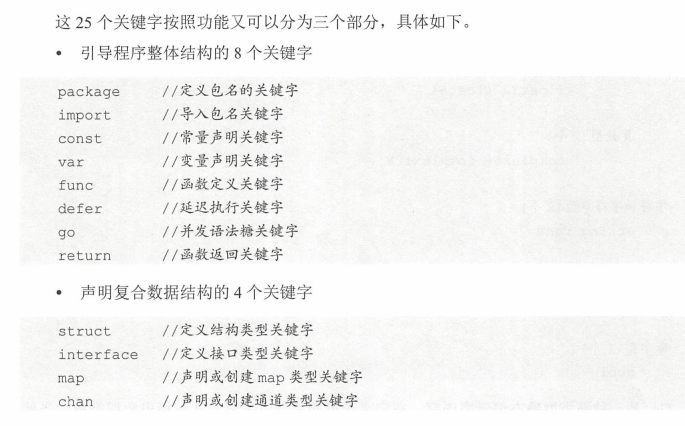 这 25 个关键字按照功能又可以分为三个部分，具体如下。
• 引导程序整体结构的 8 个关键字
package //定义包名的关键字
import //导入包名关键字
const //常量声明关键字
var //变量声明关键字
func //函数定义关键字
defer //延迟执行关键字
go //并发语法糖关键字
return //函数返回关键字
• 声明复合数据结构的 4 个关键字
struct //定义结构类型关键字
interface //定义接口类型关键字
map //声明或创建 map 类型关键字
chan //声明或创建通道类型关键字